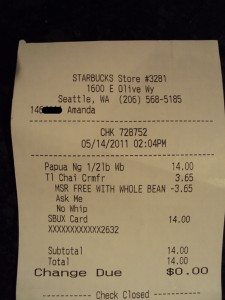 STARBUCKS Store #3281
1600 E Olive Wy
Seattle, WA (206) 568-5185
Amanda
CHK 728752
05/14/2011 02:04PM
Papua Ng 1/2lb Wb 14.00
Tl Chai Crmfr 3.65
MSR FREE WITH WHOLE BEAN -3.65
Ask Me
No Whip
SBUX Card 14.00
XXXXXXXXXXXX2632
Subtotal 14.00
Total 14.00
Change Due $0.00
Check Closed